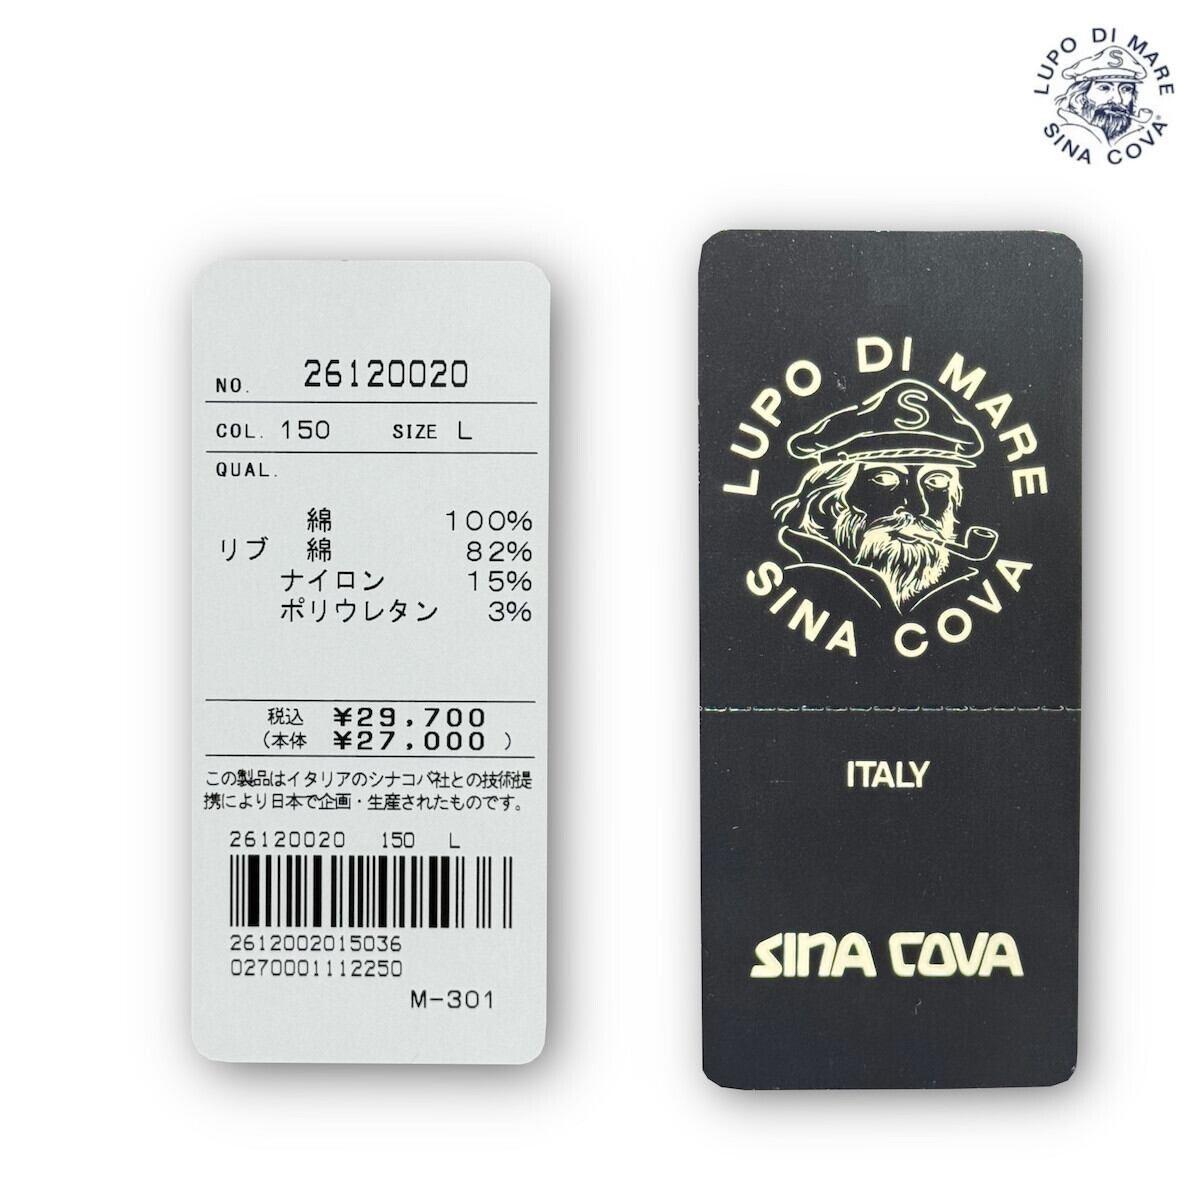 LUPO DI MARE
SINA COVA®
NO. 26120020
COL. 150 SIZE L
QUAL.
綿 100%
リブ 綿 82%
ナイロン 15%
ポリウレタン 3%
税込 ¥29,700
(本体 ¥27,000 )
この製品はイタリアのシナコバ社との技術提
携により日本で企画・生産されたものです。
26120020 150 L
2612002015036
0270001112250
M-301
LUPO DI MARE
S
SINA COVA
ITALY
SINA COVA